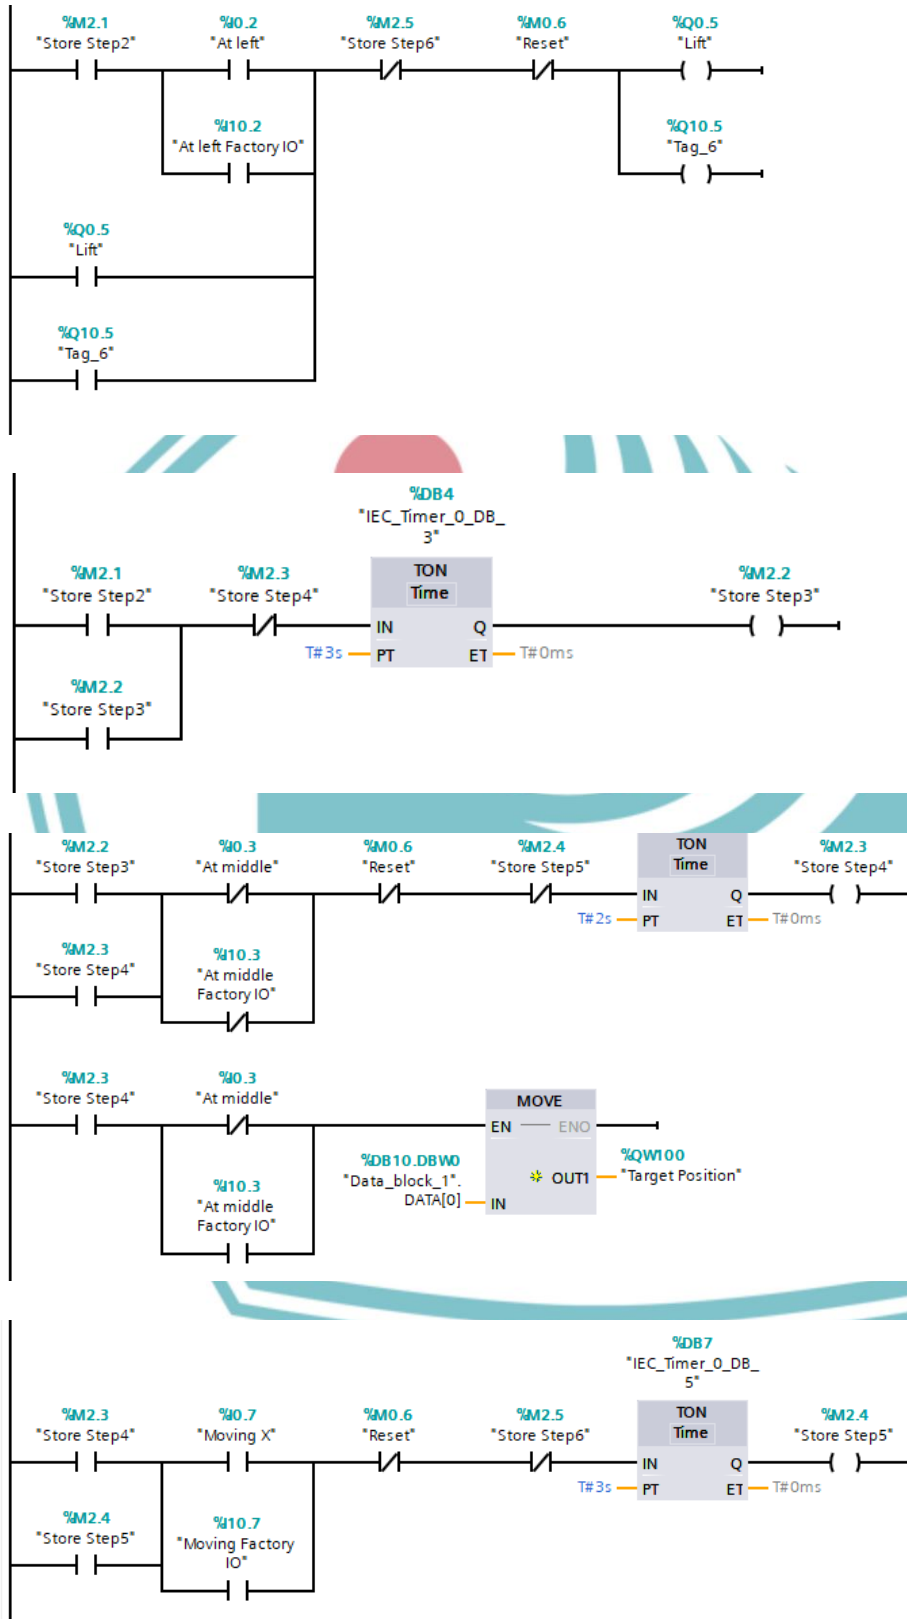 %M2.1 %I0.2 %M2.5 %M0.6 %Q0.5
"Store Step2" "At left" "Store Step6" "Reset" "Lift"
%I10.2 %Q10.5
"At left Factory IO" "Tag_6"
%Q0.5
"Lift"
%Q10.5
"Tag_6"
%DB4
"IEC_Timer_0_DB_
3"
%M2.1 %M2.3 TON %M2.2
"Store Step2" "Store Step4" Time "Store Step3"
IN Q
T#3s PT ET T#0ms
%M2.2
"Store Step3"
%M2.2 %I0.3 %M0.6 %M2.4 TON %M2.3
"Store Step3" "At middle" "Reset" "Store Step5" Time "Store Step4"
IN Q
T#2s PT ET T#0ms
%M2.3 %I10.3
"Store Step4" "At middle
Factory IO"
%M2.3 %I0.3
"Store Step4" "At middle"
MOVE
EN ENO
%DB10.DBW0 %QW100
"Data_block_1". OUT1 "Target Position"
DATA[0] IN
%I10.3
"At middle
Factory IO"
%DB7
"IEC_Timer_0_DB_
5"
%M2.3 %I0.7 %M0.6 %M2.5 TON %M2.4
"Store Step4" "Moving X" "Reset" "Store Step6" Time "Store Step5"
IN Q
T#3s PT ET T#0ms
%M2.4 %I10.7
"Store Step5" "Moving Factory
IO"